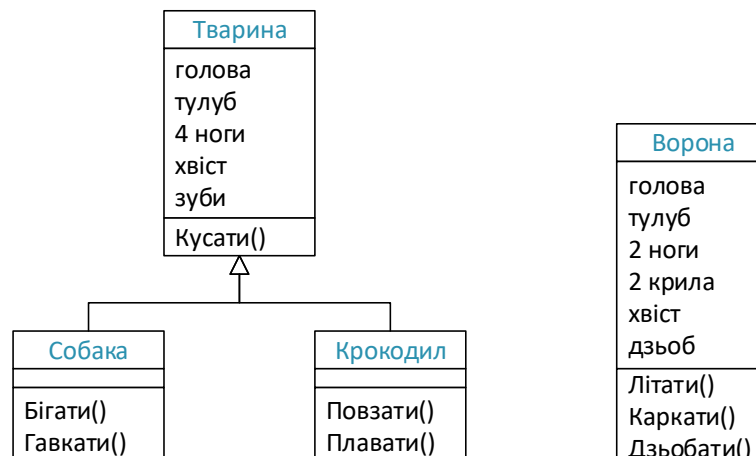 Тварина
голова
тулуб
4 ноги
хвіст
зуби
Кусати()
Собака
Бігати()
Гавкати()
Крокодил
Повзати()
Плавати()
Ворона
голова
тулуб
2 ноги
2 крила
хвіст
дзьоб
Літати()
Каркати()
Дзьобати()